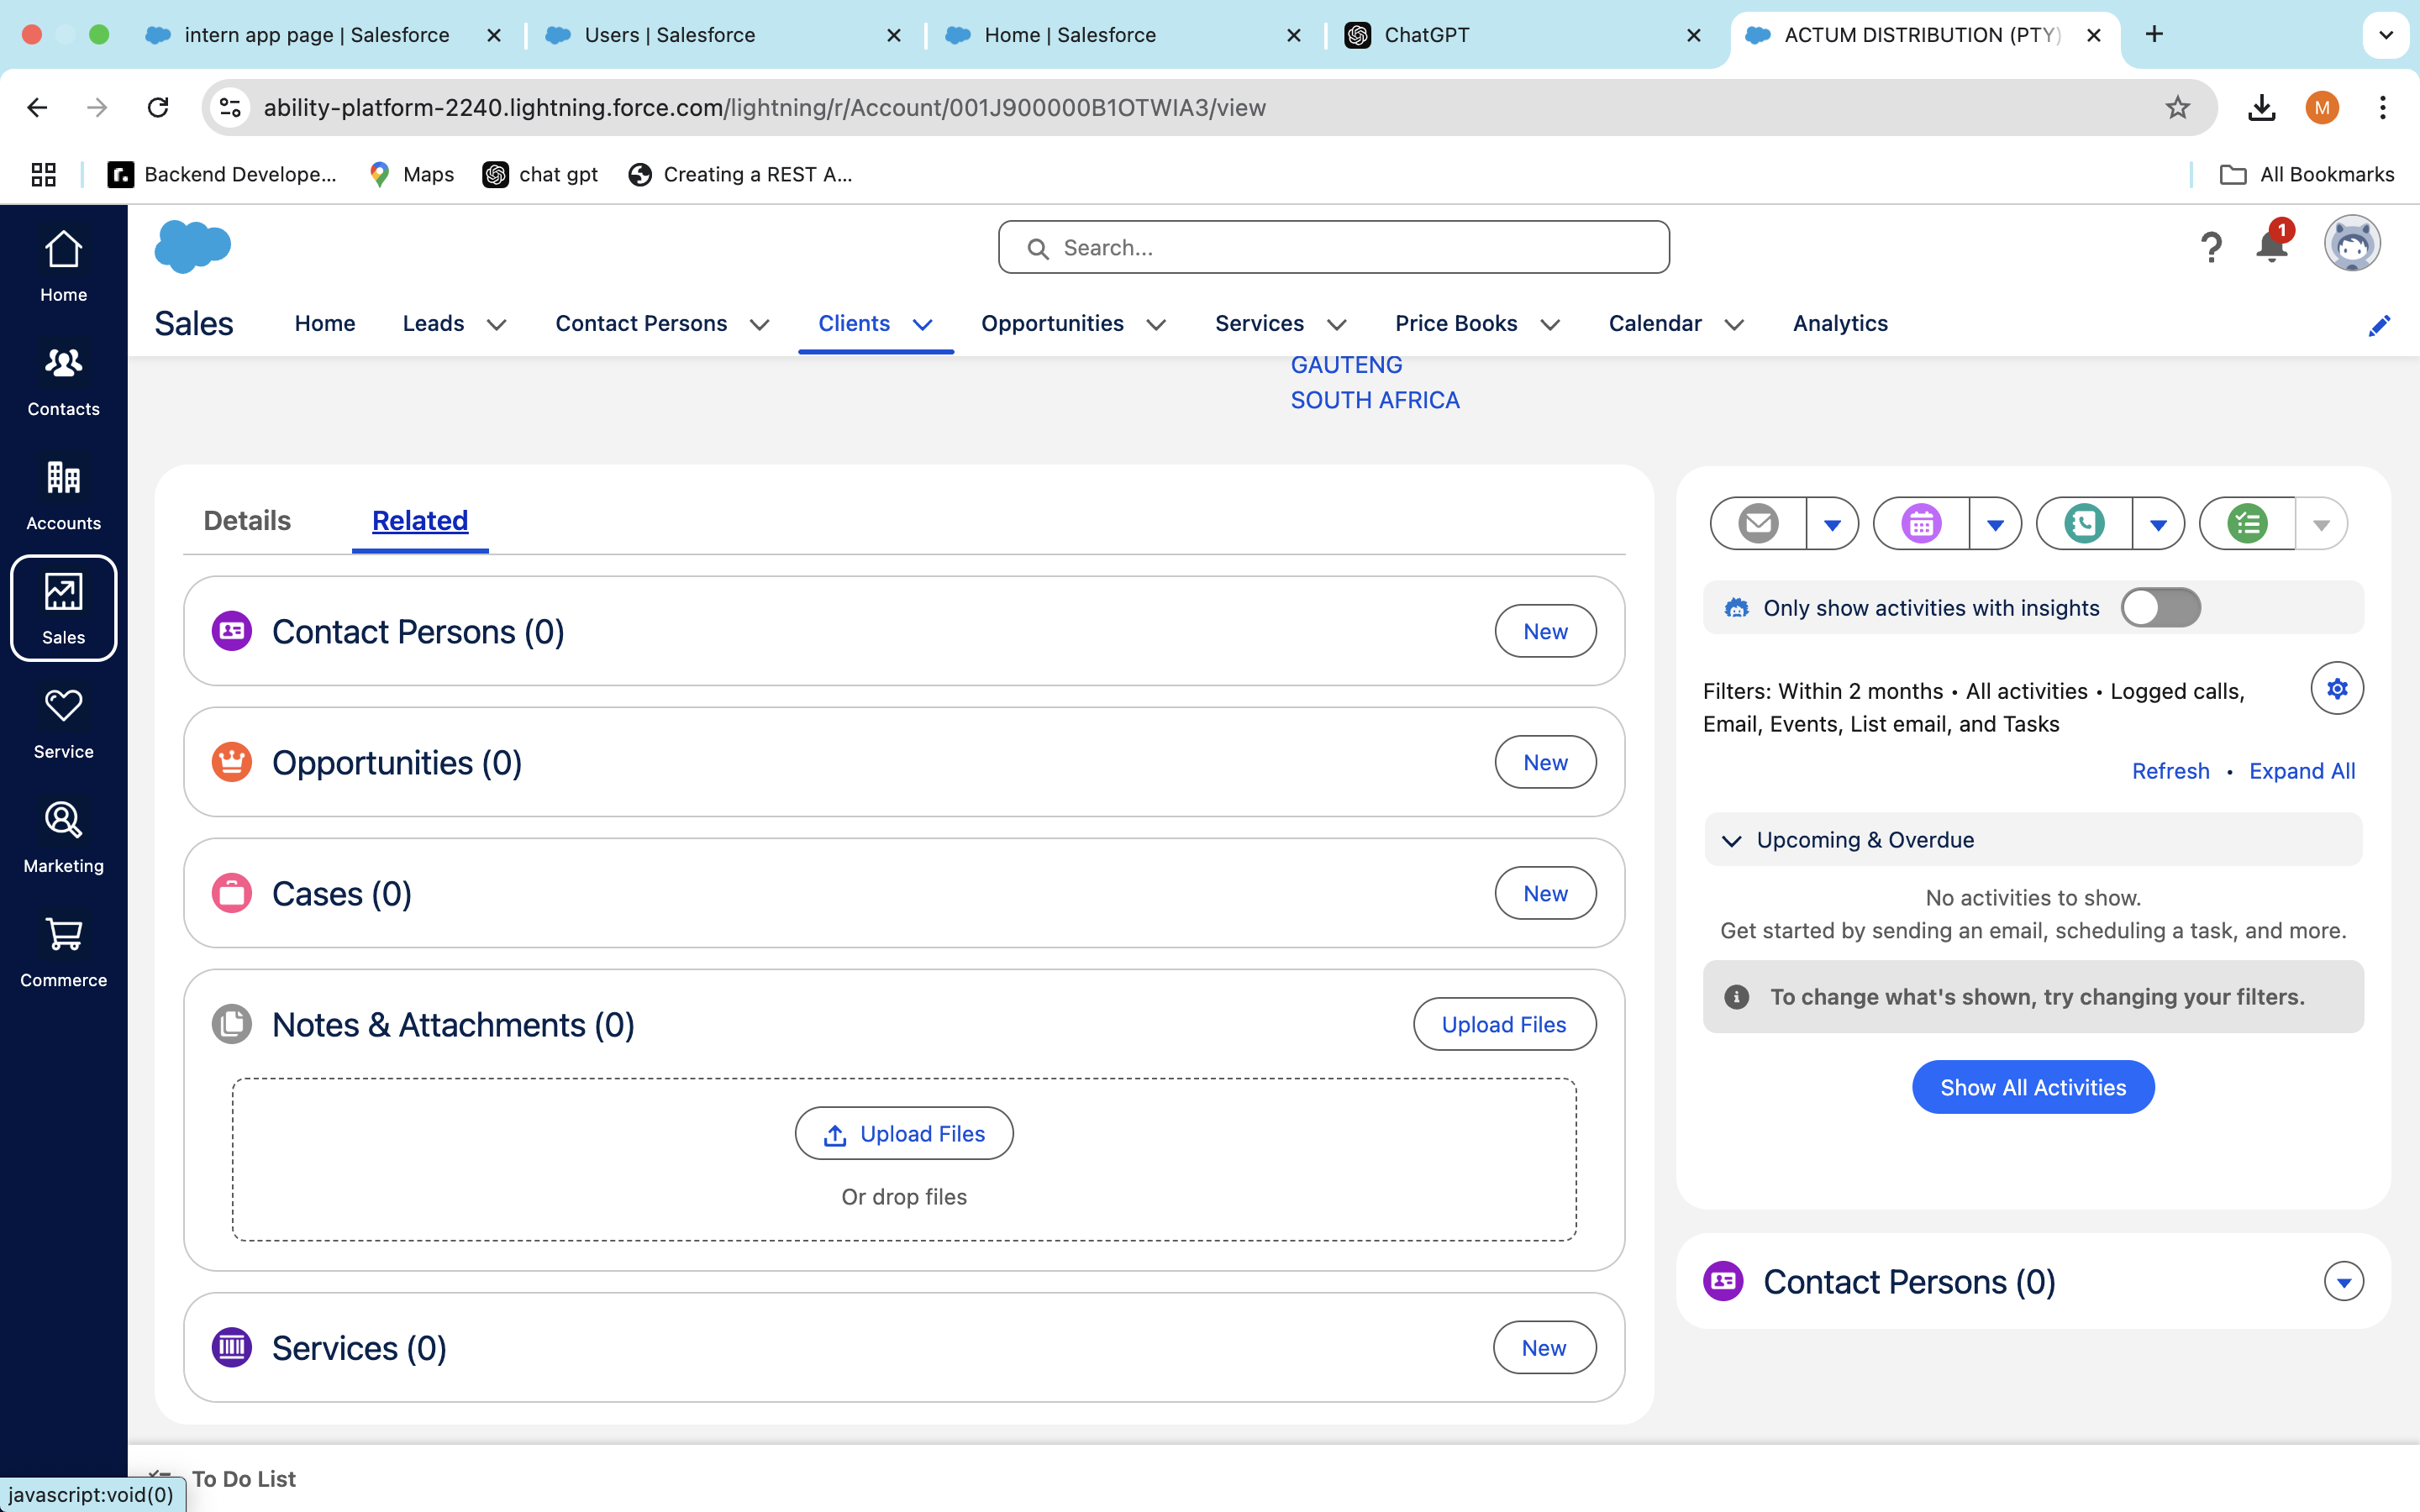 intern app page | Salesforce
Users | Salesforce
Home | Salesforce
ChatGPT
ACTUM DISTRIBUTION (PTY)
ability-platform-2240.lightning.force.com/lightning/r/Account/001J900000B1OTWIA3/view
M
Backend Develope...
Maps
chat gpt
Creating a REST A...
All Bookmarks
Home
Contacts
Accounts
Sales
Service
Marketing
Commerce
Search...
1
Sales
Home
Leads
Contact Persons
Clients
Opportunities
Services
Price Books
Calendar
Analytics
GAUTENG
SOUTH AFRICA
Details
Related
Contact Persons (0)
New
Opportunities (0)
New
Cases (0)
New
Notes & Attachments (0)
Upload Files
Upload Files
Or drop files
Services (0)
New
Only show activities with insights
Filters: Within 2 months • All activities • Logged calls,
Email, Events, List email, and Tasks
Refresh • Expand All
Upcoming & Overdue
No activities to show.
Get started by sending an email, scheduling a task, and more.
To change what's shown, try changing your filters.
Show All Activities
Contact Persons (0)
To Do List
javascript:void(0)